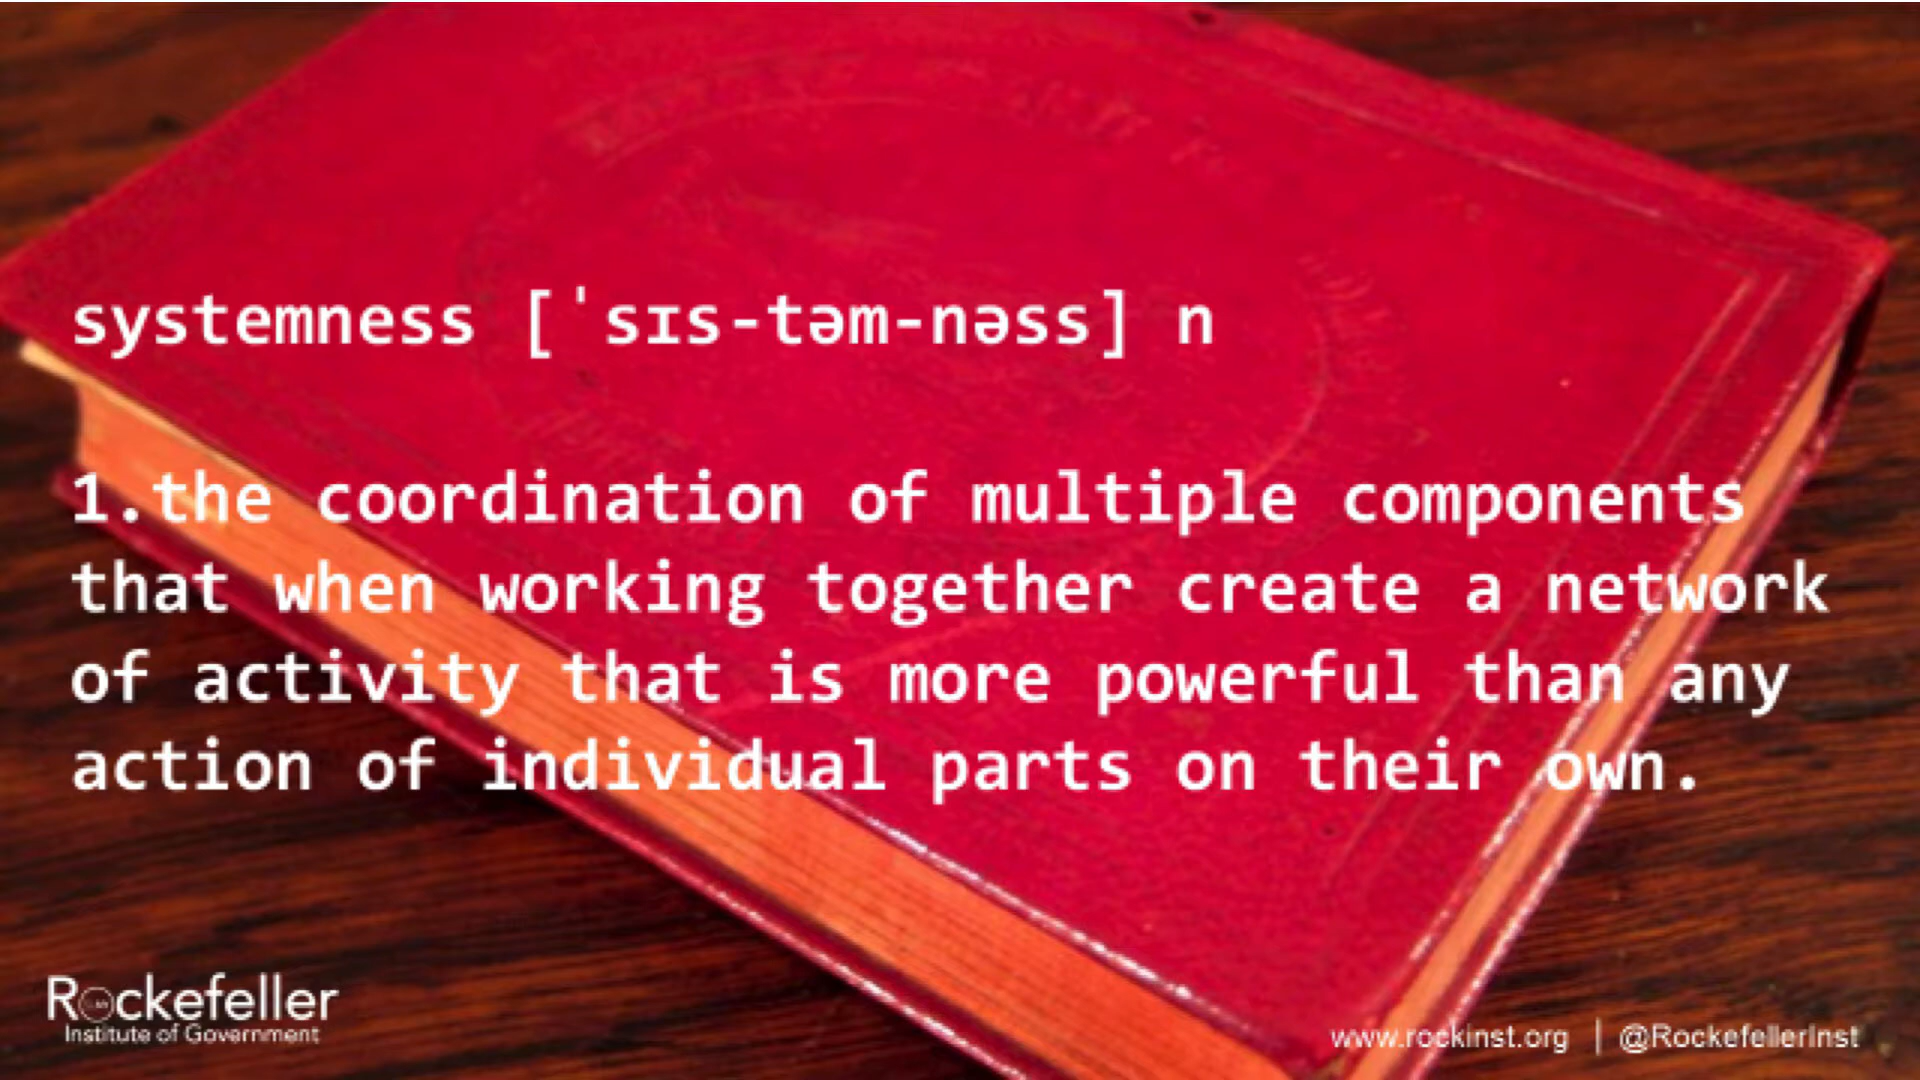 systemness [ˈsɪs-təm-nəss] n
1.the coordination of multiple components
that when working together create a network
of activity that is more powerful than any
action of individual parts on their own.
Rockefeller
Institute of Government
www.rockinst.org | @RockefellerInst